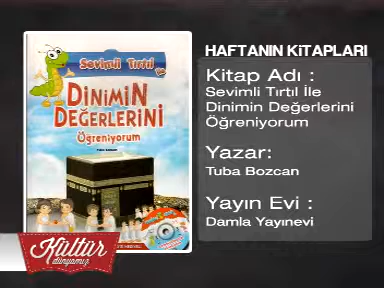 HAFTANIN KİTAPLARI
Kitap Adı :
Sevimli Tırtıl İle
Dinimin Değerlerini
Öğreniyorum
Yazar:
Tuba Bozcan
Yayın Evi :
Damla Yayınevi
Sevimli Tırtıl
DİNİMİN
DEĞERLERİNİ
Öğreniyorum
Kültür
dünyamız